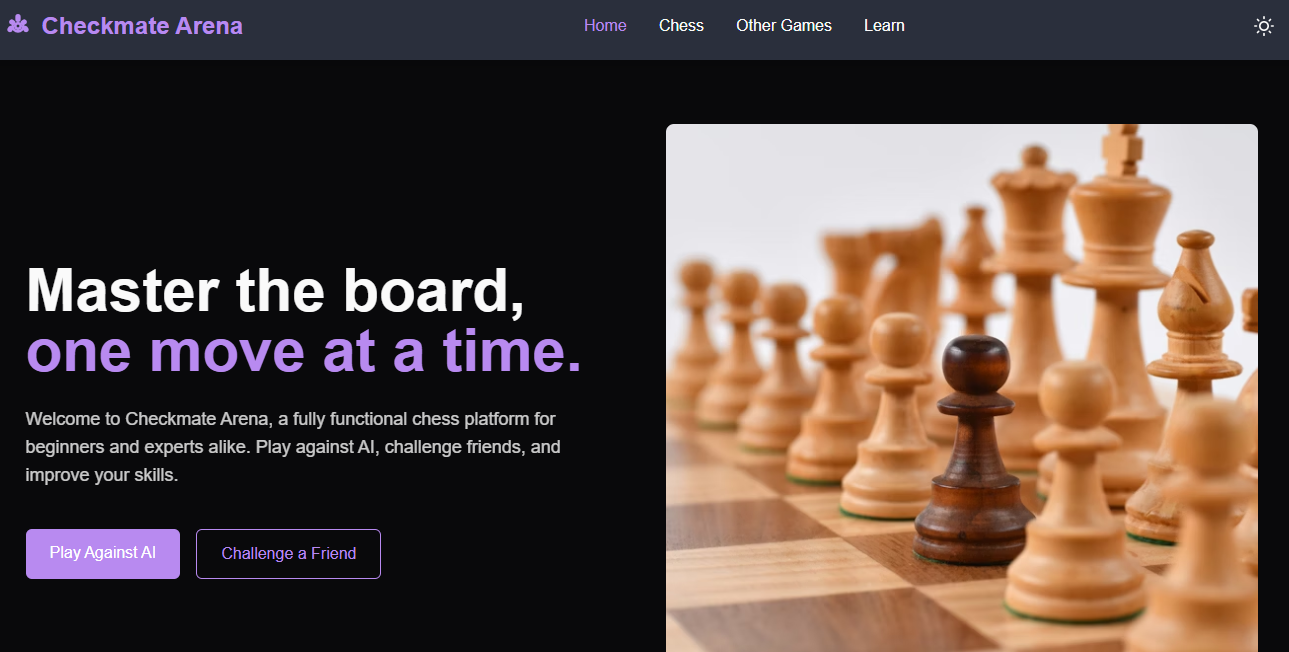 Checkmate Arena
Home
Chess
Other Games
Learn
Master the board,
one move at a time.
Welcome to Checkmate Arena, a fully functional chess platform for
beginners and experts alike. Play against AI, challenge friends, and
improve your skills.
Play Against AI
Challenge a Friend